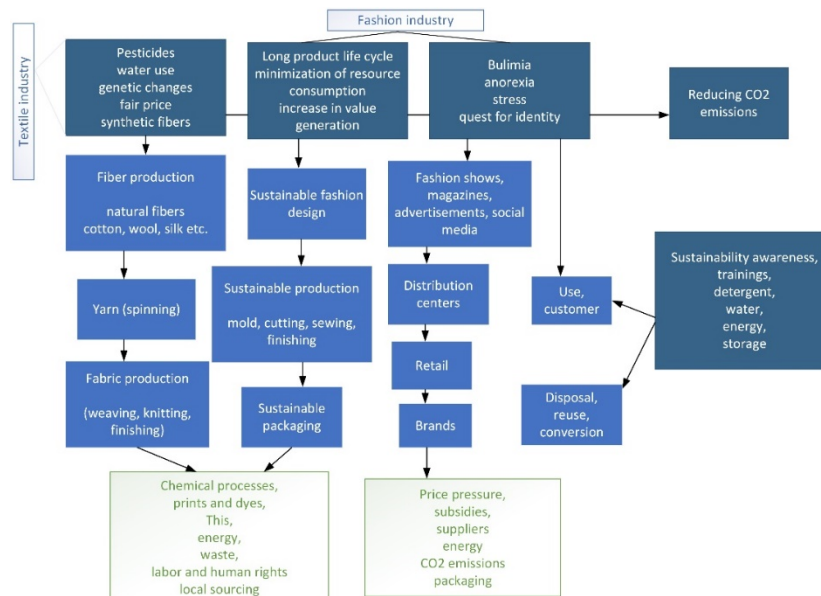 Fashion industry
Textile industry
Pesticides
water use
genetic changes
fair price
synthetic fibers
Long product life cycle
minimization of resource
consumption
increase in value
generation
Bulimia
anorexia
stress
quest for identity
Reducing CO2
emissions
Fiber production
natural fibers
cotton, wool, silk etc.
Sustainable fashion
design
Fashion shows,
magazines,
advertisements, social
media
Yarn (spinning)
Sustainable production
mold, cutting, sewing,
finishing
Distribution
centers
Use,
customer
Sustainability awareness,
trainings,
detergent,
water,
energy,
storage
Retail
Fabric production
(weaving, knitting,
finishing)
Sustainable
packaging
Brands
Disposal,
reuse,
conversion
Chemical processes,
prints and dyes,
This,
energy,
waste,
labor and human rights
local sourcing
Price pressure,
subsidies,
suppliers
energy
CO2 emissions
packaging